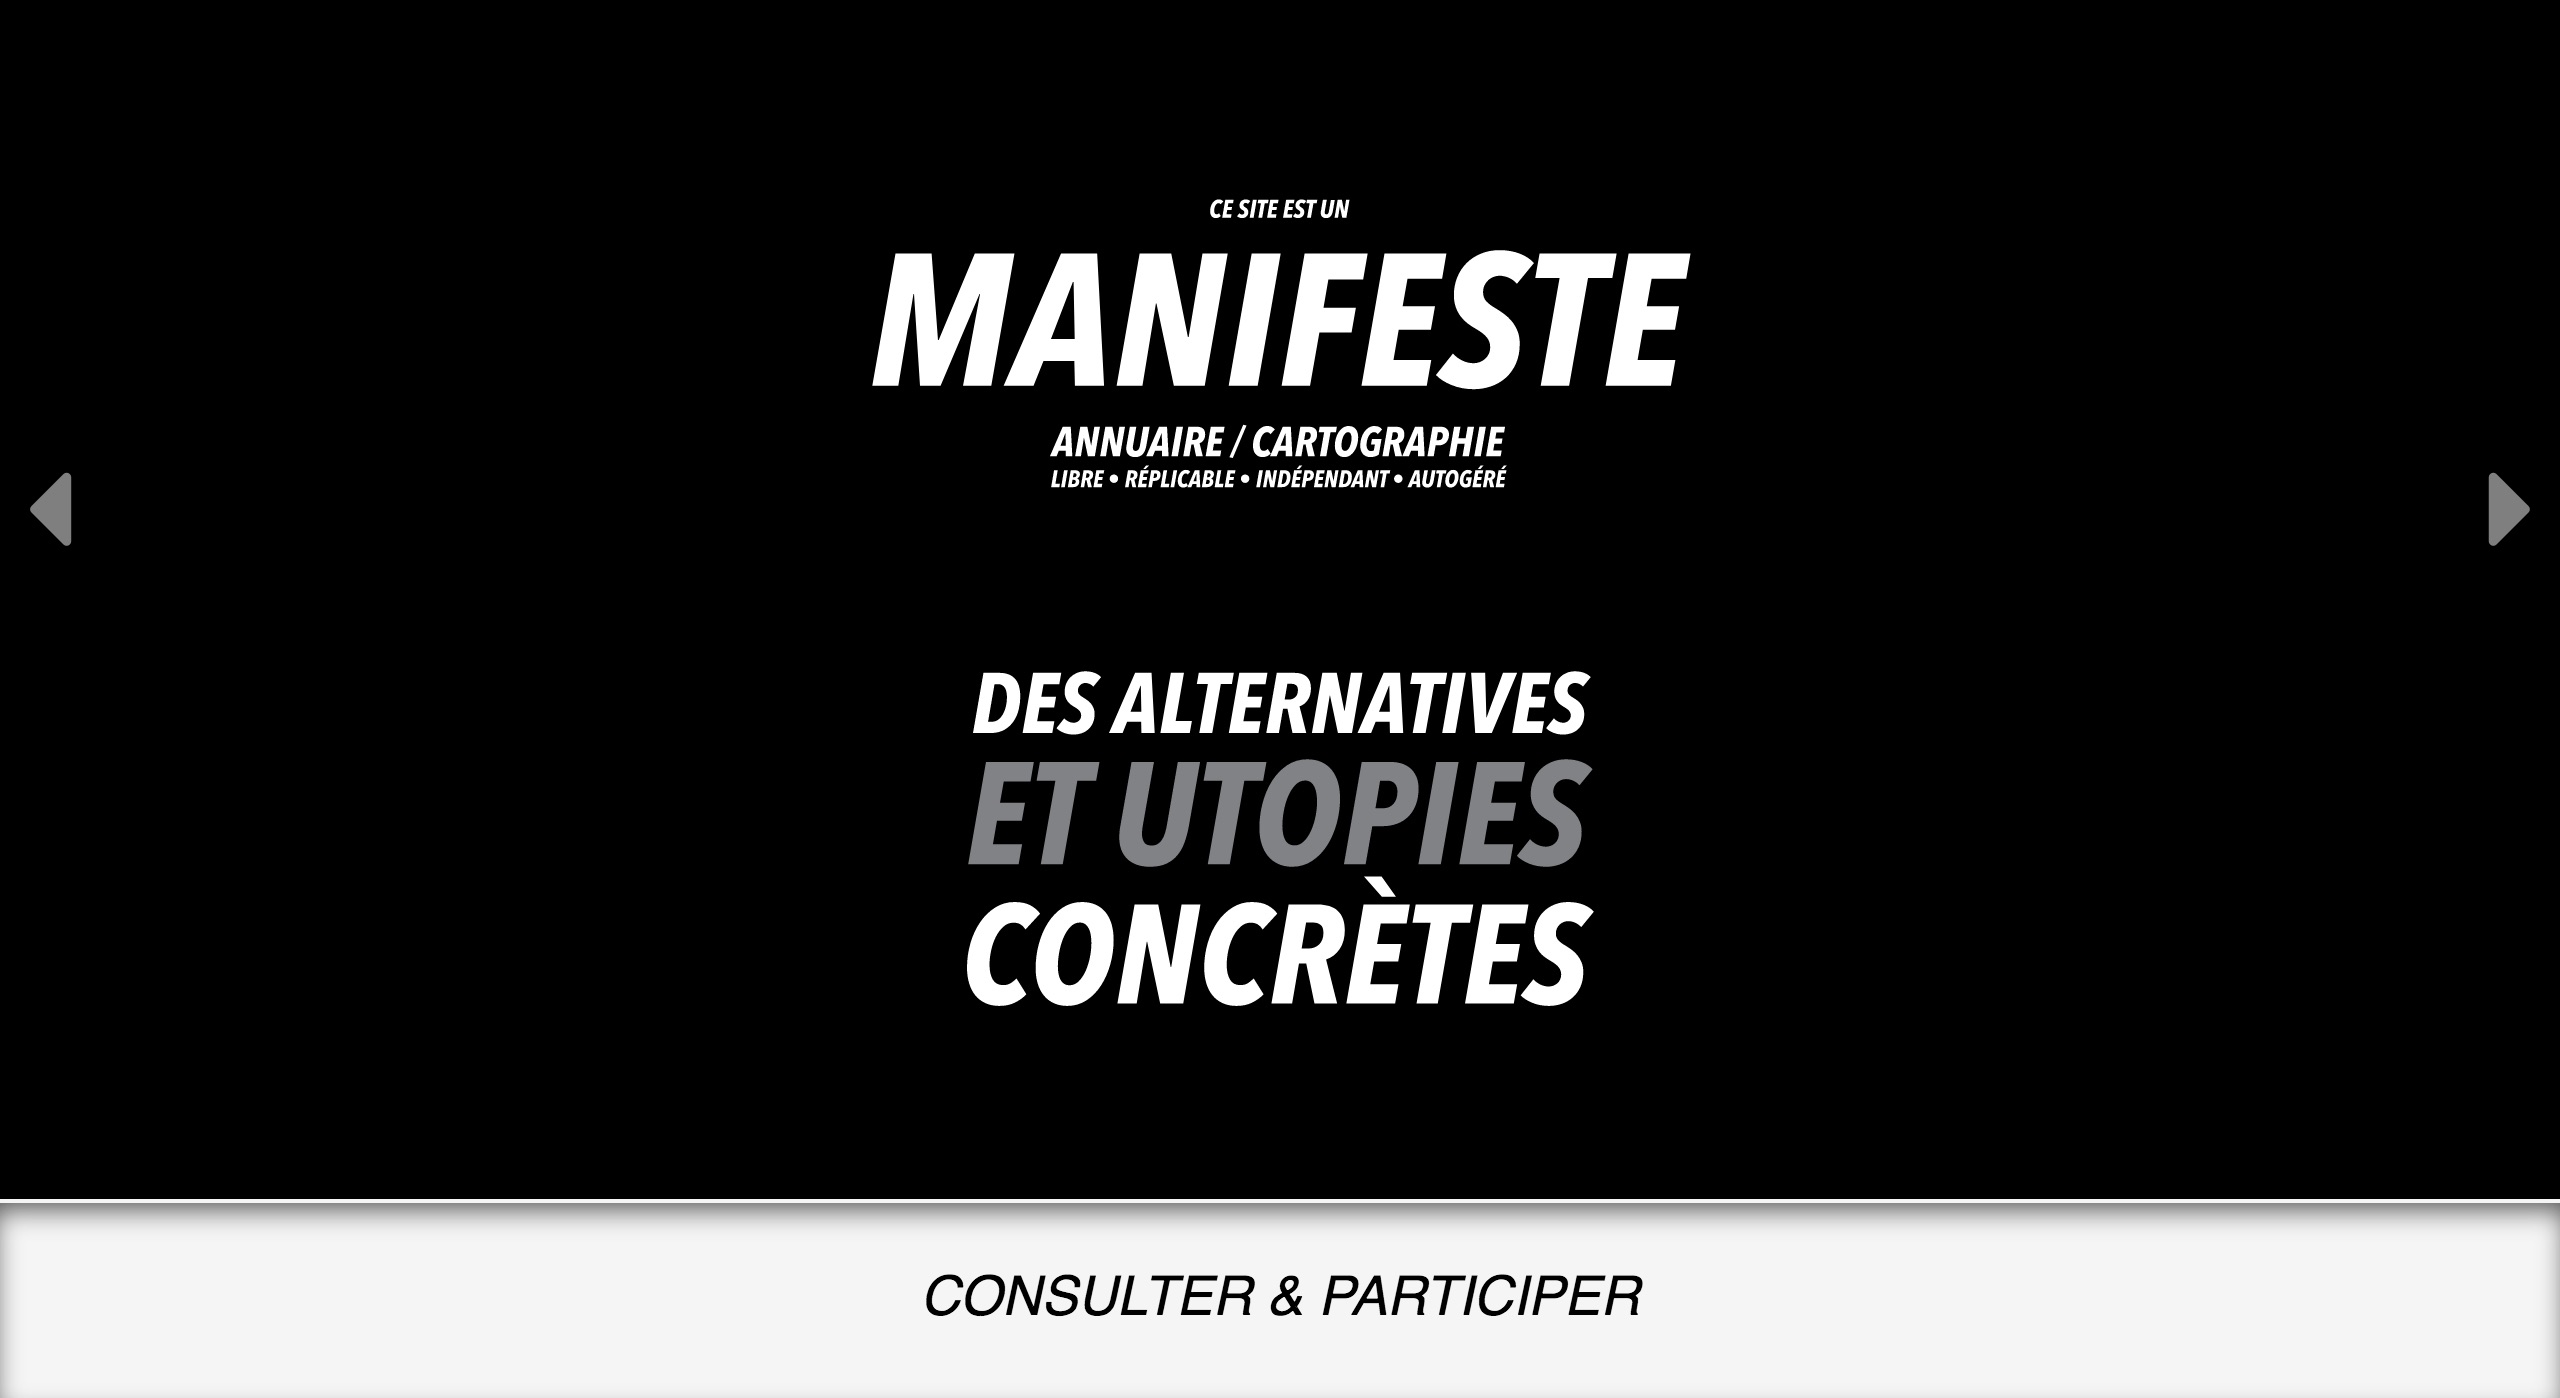 CE SITE EST UN
MANIFESTE
ANNUAIRE / CARTOGRAPHIE
LIBRE • RÉPLICABLE • INDÉPENDANT • AUTOGÉRÉ
DES ALTERNATIVES
ET UTOPIES
CONCRÈTES
CONSULTER & PARTICIPER